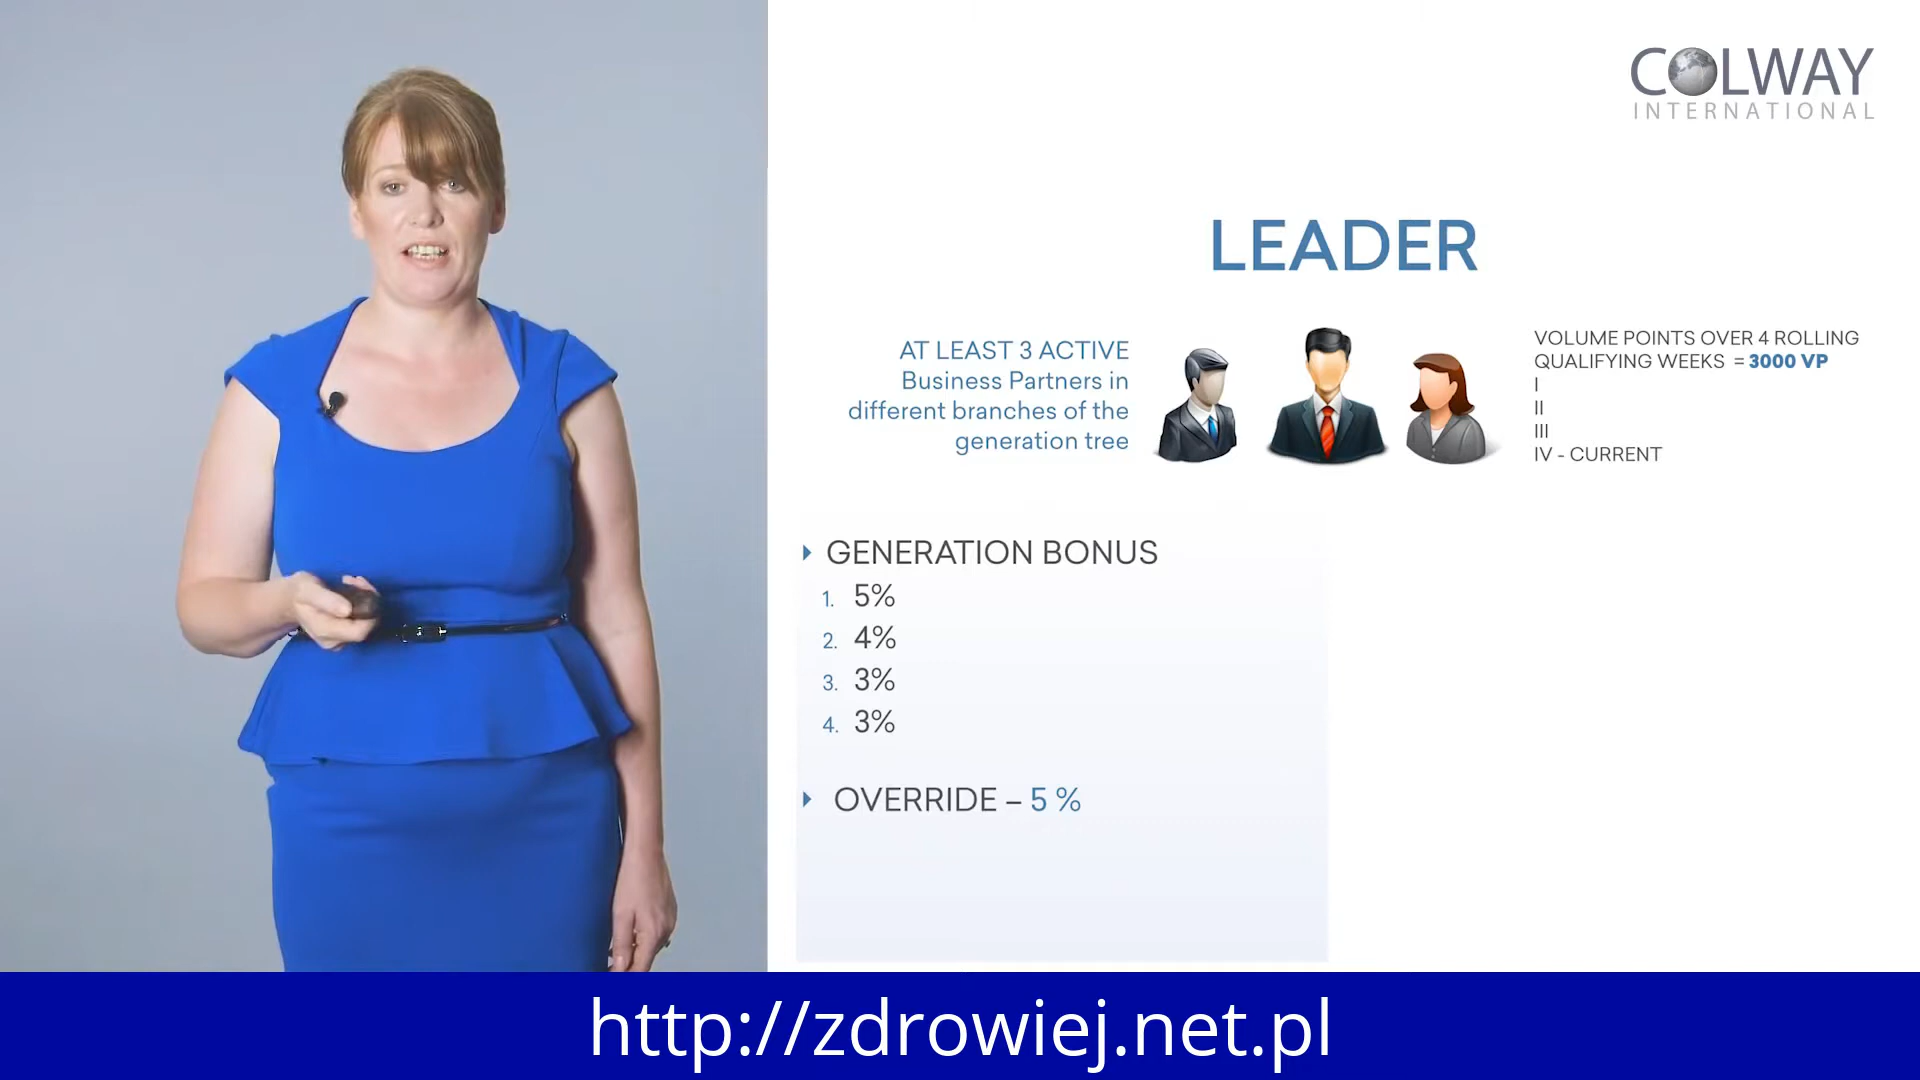 COLWAY
INTERNATIONAL
LEADER
AT LEAST 3 ACTIVE
Business Partners in
different branches of the
generation tree
VOLUME POINTS OVER 4 ROLLING
QUALIFYING WEEKS = 3000 VP
I
II
III
IV - CURRENT
GENERATION BONUS
1. 5%
2. 4%
3. 3%
4. 3%
OVERRIDE – 5 %
http://zdrowiej.net.pl